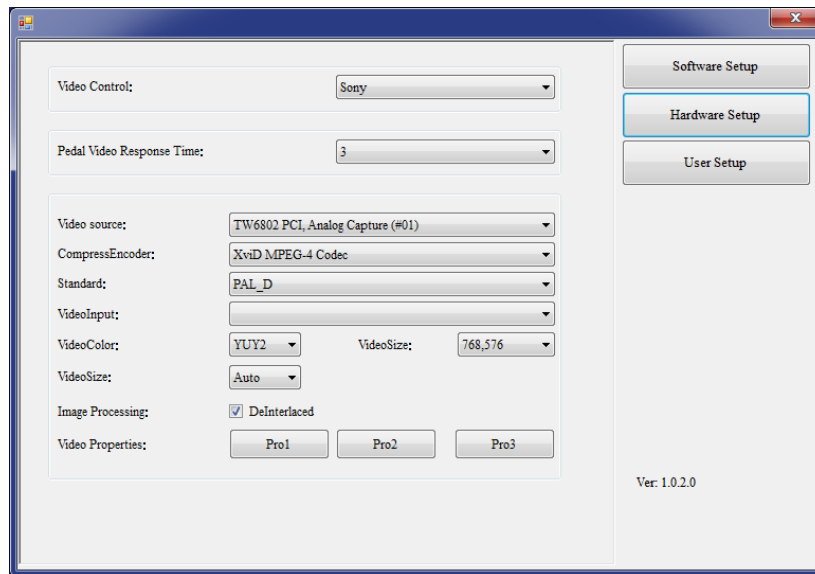 Video Control: Sony
Pedal Video Response Time: 3
Video source: TW6802 PCI, Analog Capture (#01)
CompressEncoder: XviD MPEG-4 Codec
Standard: PAL_D
VideoInput:
VideoColor: YUY2 VideoSize: 768,576
VideoSize: Auto
Image Processing: DeInterlaced
Video Properties: Pro1 Pro2 Pro3
Software Setup
Hardware Setup
User Setup
Ver: 1.0.2.0